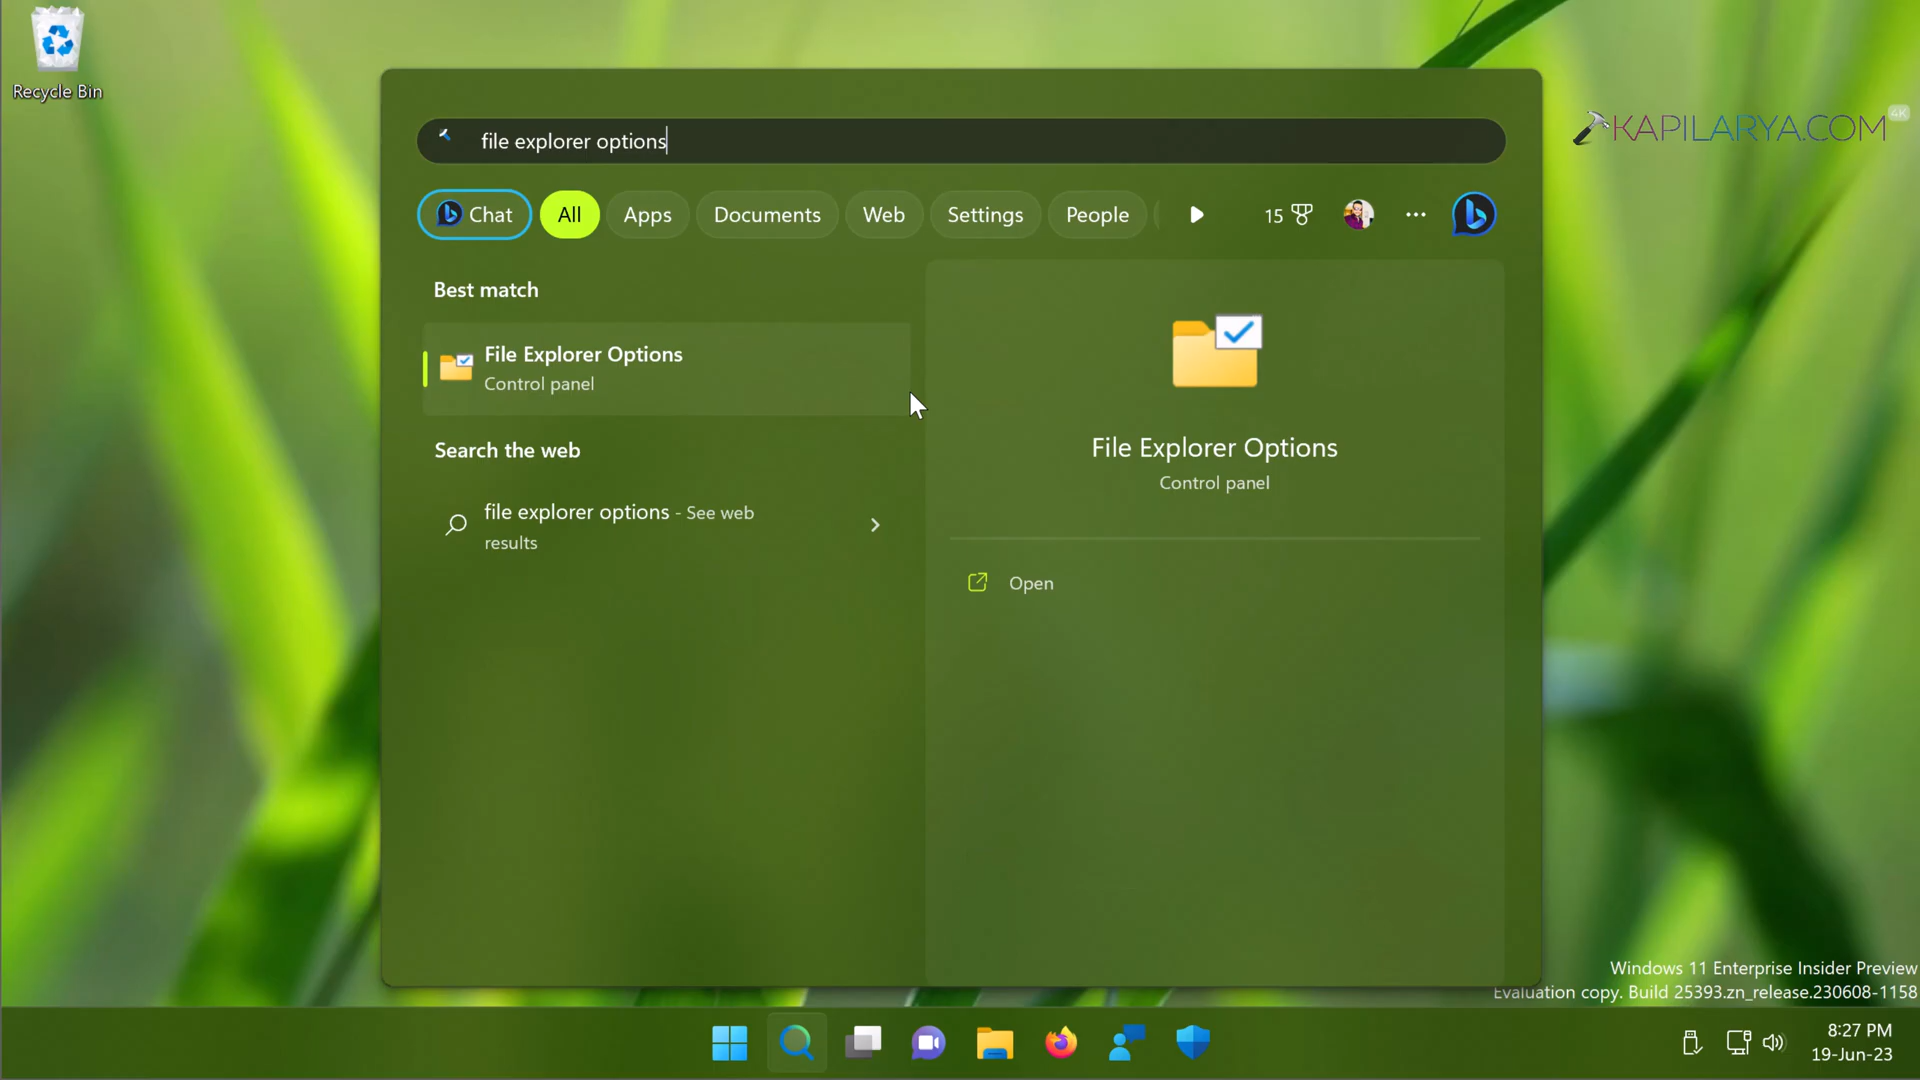 Recycle Bin
KAPILARYA.COM
4K
file explorer options
Chat
All
Apps
Documents
Web
Settings
People
15
Best match
File Explorer Options
Control panel
Search the web
file explorer options - See web
results
File Explorer Options
Control panel
Open
Windows 11 Enterprise Insider Preview
Evaluation copy. Build 25393.zn_release.230608-1158
8:27 PM
19-Jun-23